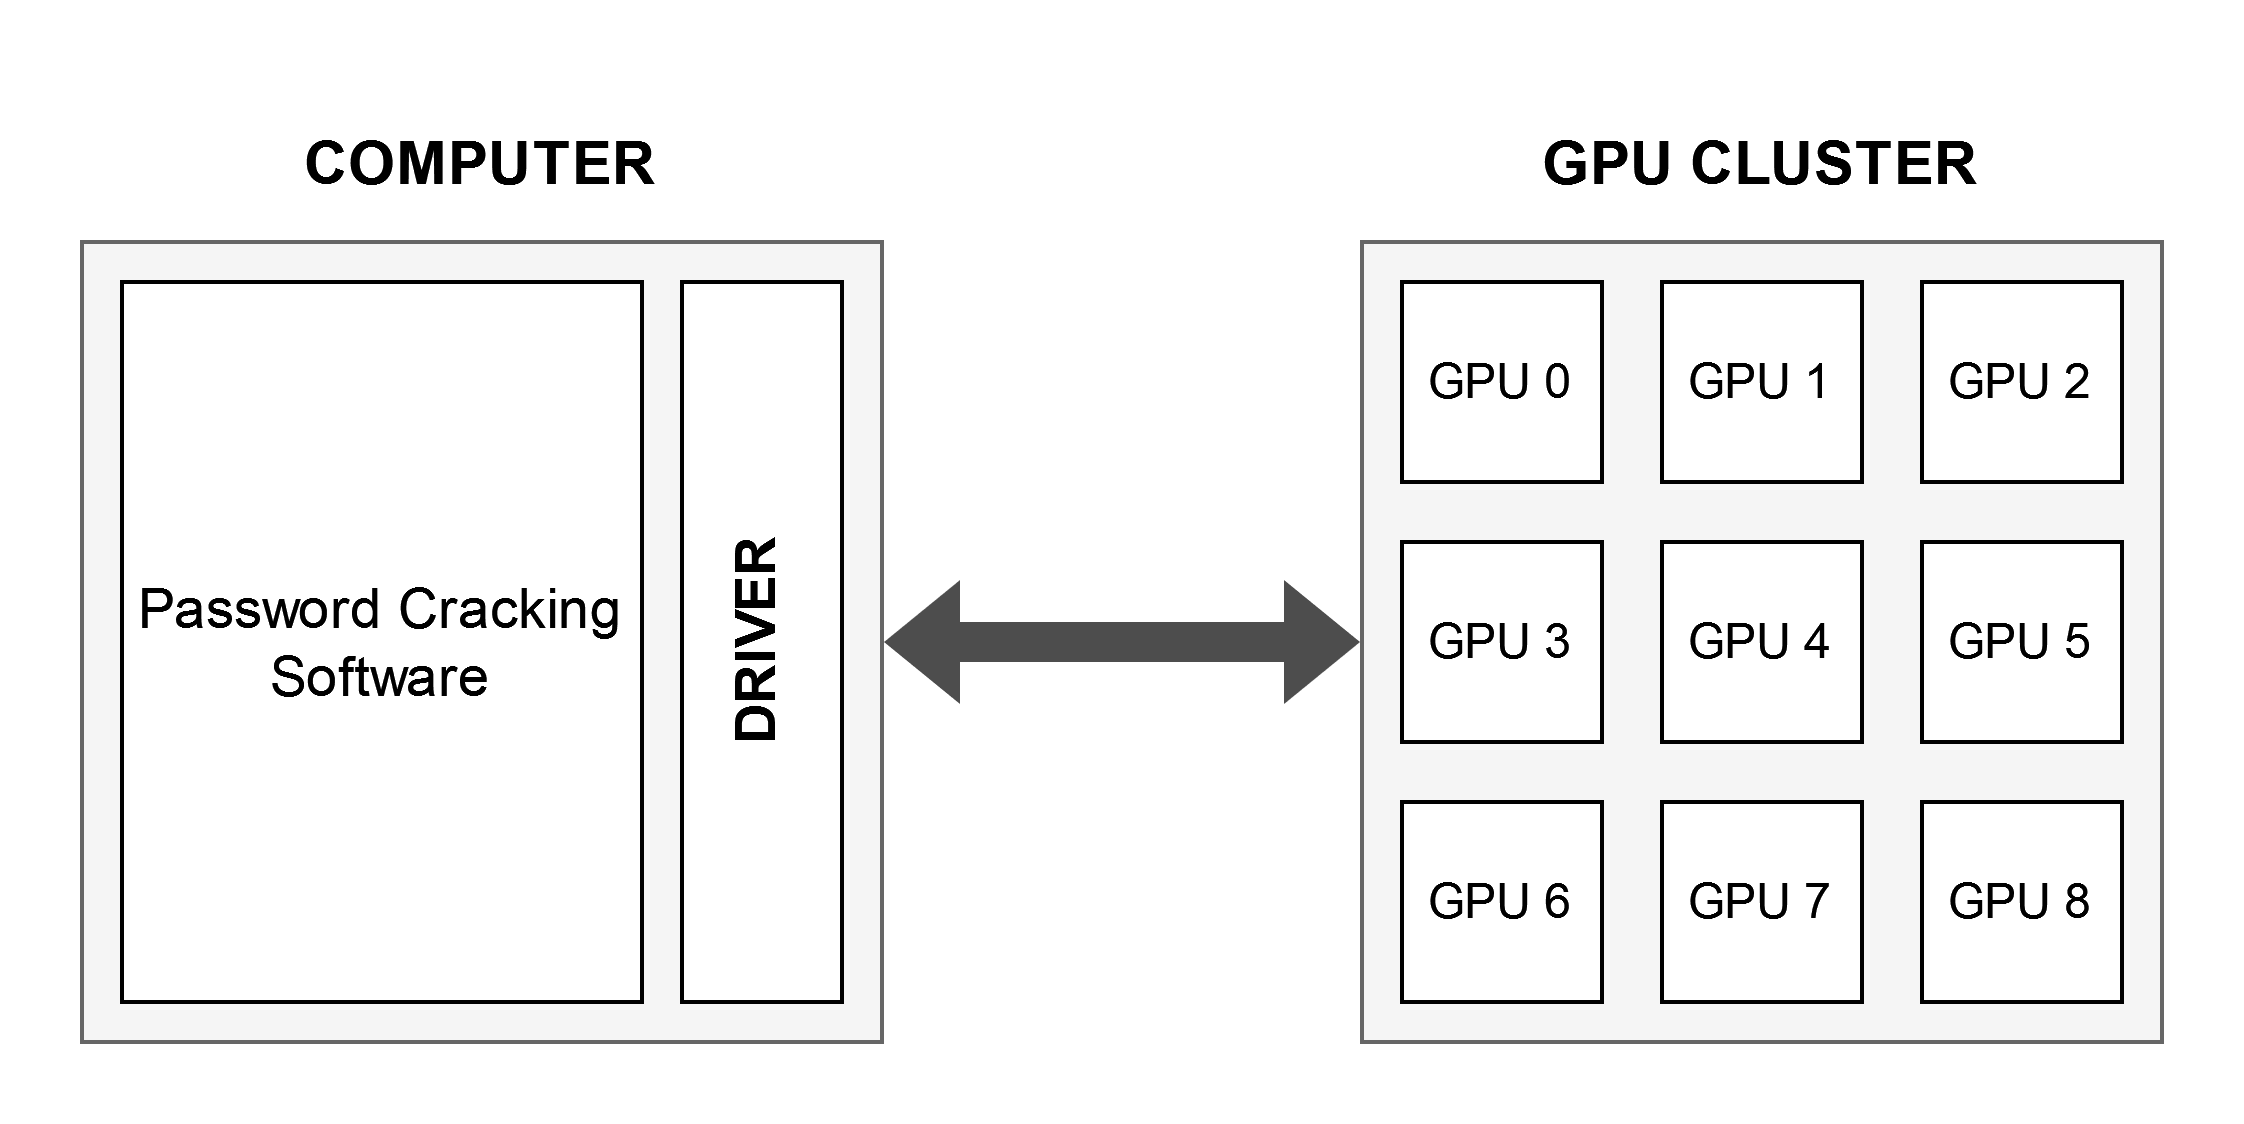 COMPUTER
GPU CLUSTER
Password Cracking
Software
DRIVER
GPU 0
GPU 1
GPU 2
GPU 3
GPU 4
GPU 5
GPU 6
GPU 7
GPU 8